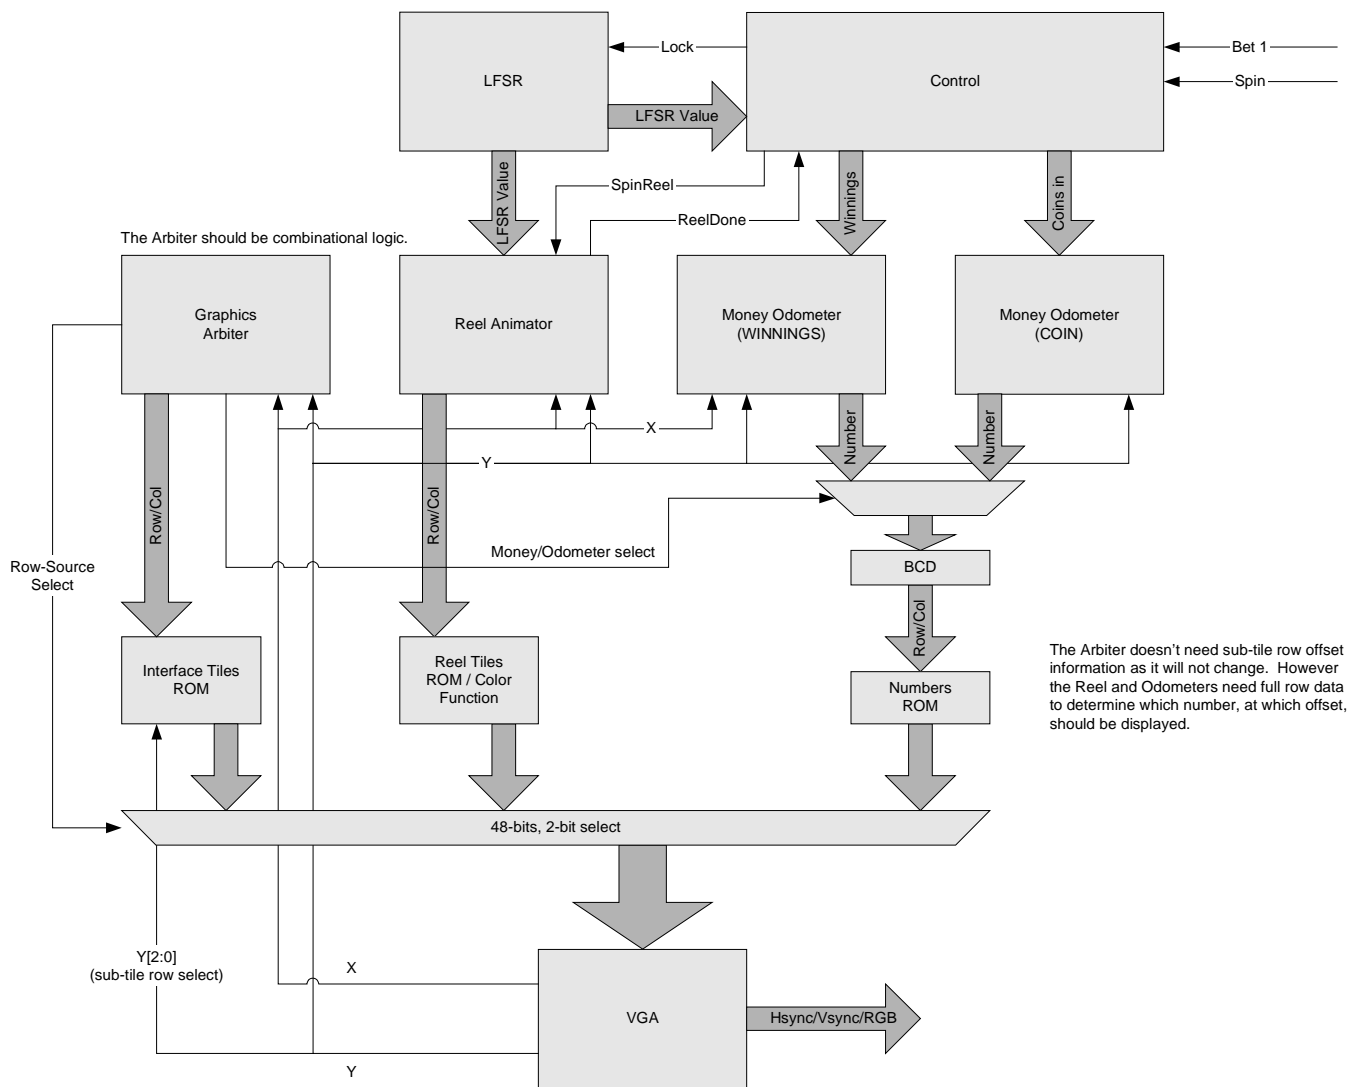 Lock
Bet 1
LFSR
Control
Spin
LFSR Value
LFSR Value
SpinReel
Winnings
Coins in
ReelDone
The Arbiter should be combinational logic.
Graphics
Arbiter
Reel Animator
Money Odometer
(WINNINGS)
Money Odometer
(COIN)
X
Number
Number
Y
Row/Col
Row/Col
Money/Odometer select
Row-Source
Select
BCD
Row/Col
Interface Tiles
ROM
Reel Tiles
ROM / Color
Function
Numbers
ROM
The Arbiter doesn't need sub-tile row offset
information as it will not change.  However
the Reel and Odometers need full row data
to determine which number, at which offset,
should be displayed.
48-bits, 2-bit select
Y[2:0]
(sub-tile row select)
X
VGA
Hsync/Vsync/RGB
Y